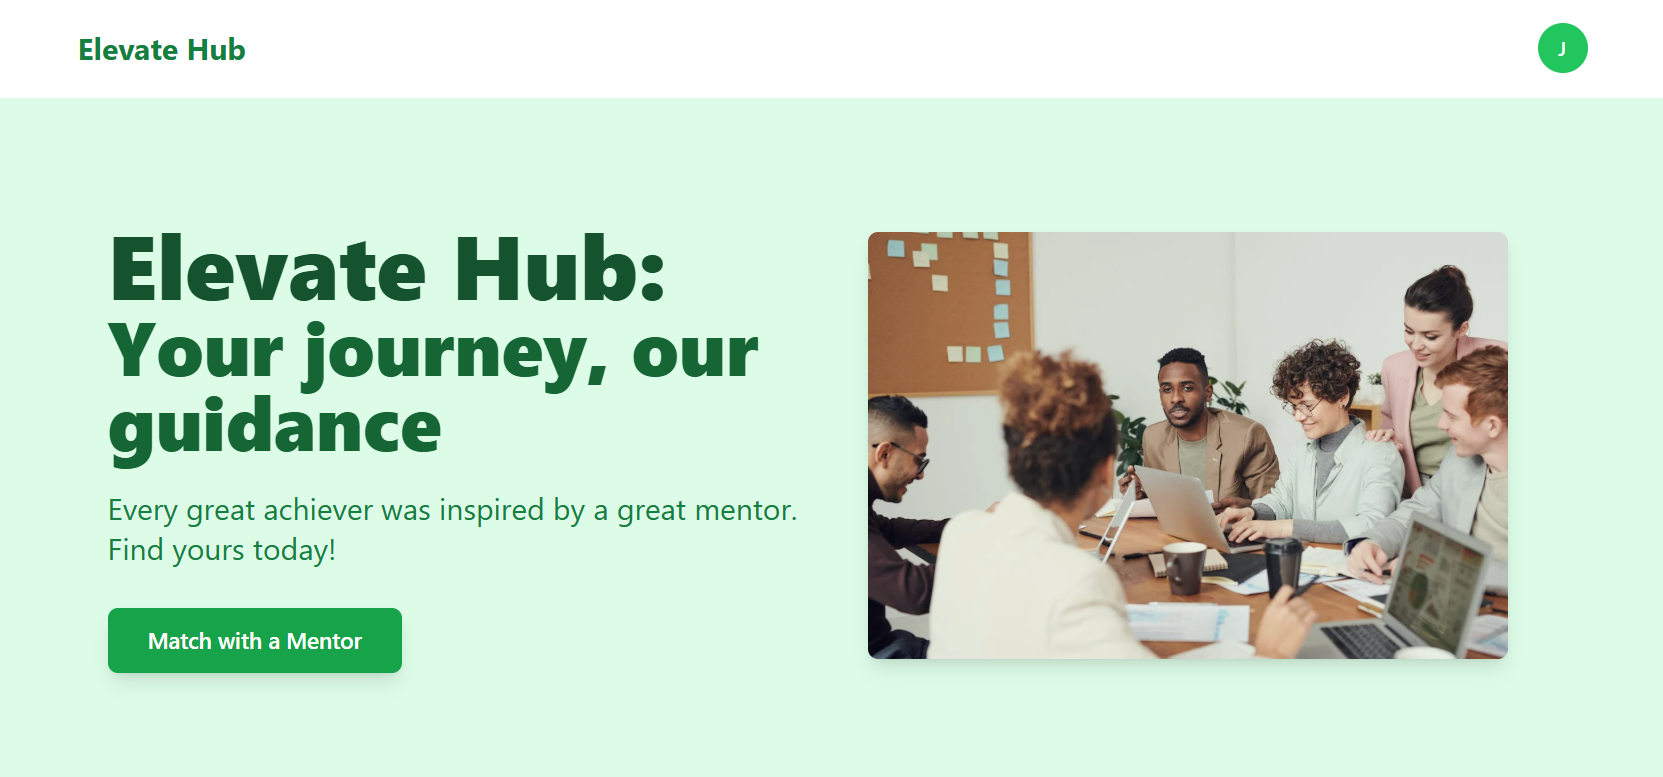 Elevate Hub
J
Elevate Hub:
Your journey, our
guidance
Every great achiever was inspired by a great mentor.
Find yours today!
Match with a Mentor